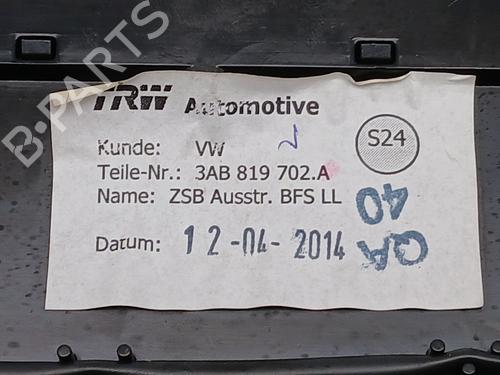 TRW Automotive
S24
Kunde: VW
Teile-Nr.: 3AB 819 702.A
Name: ZSB Ausstr. BFS LL
Datum: 12-04-2014
QA
40
B-PARTS